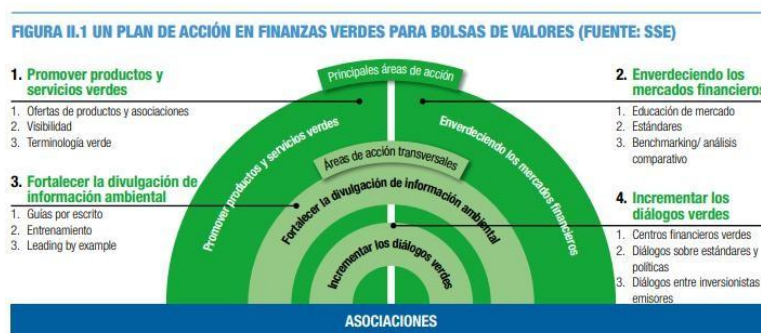 FIGURA II.1 UN PLAN DE ACCIÓN EN FINANZAS VERDES PARA BOLSAS DE VALORES (FUENTE: SSE)
1. Promover productos y
servicios verdes
1. Ofertas de productos y asociaciones
2. Visibilidad
3. Terminología verde
3. Fortalecer la divulgación de
información ambiental
1. Guías por escrito
2. Entrenamiento
3. Leading by example
Principales áreas de acción
Promover productos y servicios verdes
Enverdeciendo los mercados financieros
Áreas de acción transversales
Fortalecer la divulgación de información ambiental
Incrementar los diálogos verdes
2. Enverdeciendo los
mercados financieros
1. Educación de mercado
2. Estándares
3. Benchmarking/ análisis
comparativo
4. Incrementar los
diálogos verdes
1. Centros financieros verdes
2. Diálogos sobre estándares y
políticas
3. Diálogos entre inversionistas
emisores
ASOCIACIONES